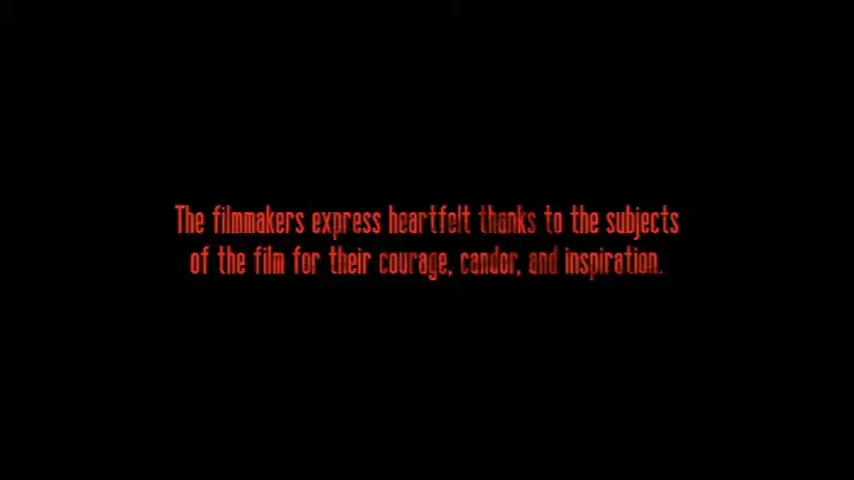 The filmmakers express heartfelt thanks to the subjects
of the film for their courage, candor, and inspiration.